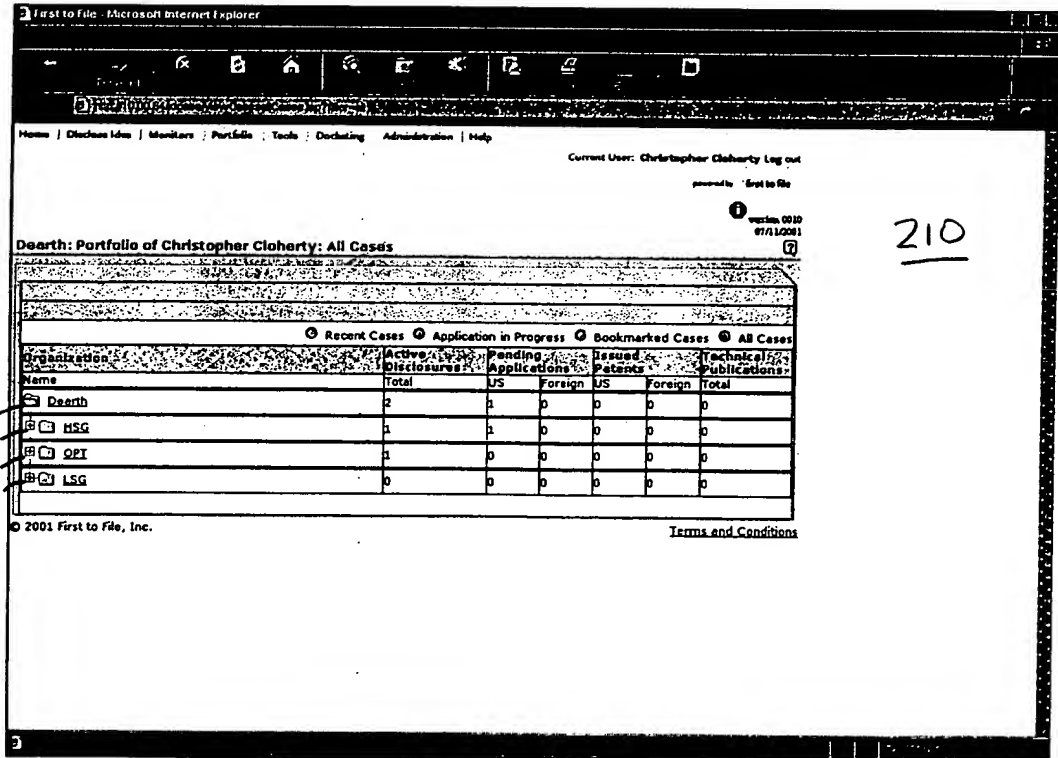 First to File - Microsoft Internet Explorer
Home | Disclose Idea | Monitors | Portfolio | Tools | Docketing Administration | Help
Current User: Christopher Cloherty Log out
powered by first to file
version 0010
07/11/2001
210
Dearth: Portfolio of Christopher Cloherty: All Cases
Recent Cases Application in Progress Bookmarked Cases All Cases
Organization Active Disclosures Pending Applications Issued Patents Technical Publications
Name Total US Foreign US Foreign Total
Dearth 2 1 0 0 0 0
HSG 1 1 0 0 0 0
OPT 1 0 0 0 0 0
LSG 0 0 0 0 0 0
© 2001 First to File, Inc. Terms and Conditions